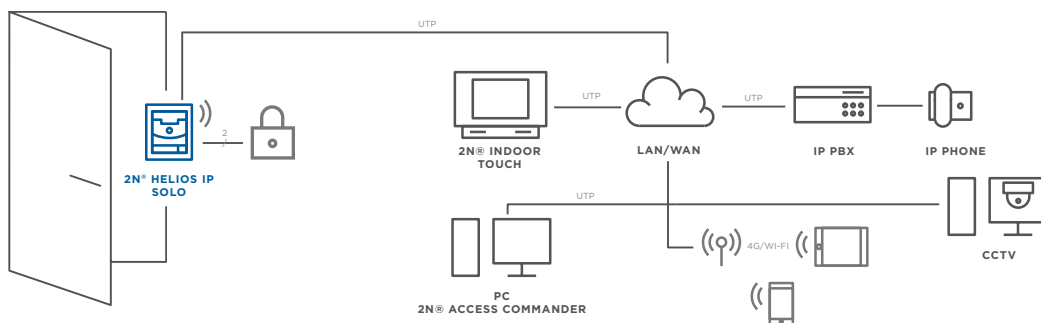 UTP
UTP
UTP
2
2N® INDOOR
TOUCH
LAN/WAN
IP PBX
IP PHONE
2N® HELIOS IP
SOLO
UTP
4G/WI-FI
CCTV
PC
2N® ACCESS COMMANDER